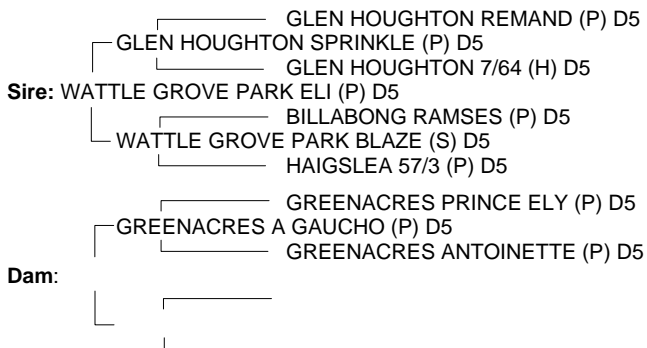 GLEN HOUGHTON REMAND (P) D5
GLEN HOUGHTON SPRINKLE (P) D5
GLEN HOUGHTON 7/64 (H) D5
Sire: WATTLE GROVE PARK ELI (P) D5
BILLABONG RAMSES (P) D5
WATTLE GROVE PARK BLAZE (S) D5
HAIGSLEA 57/3 (P) D5
GREENACRES PRINCE ELY (P) D5
GREENACRES A GAUCHO (P) D5
GREENACRES ANTOINETTE (P) D5
Dam: